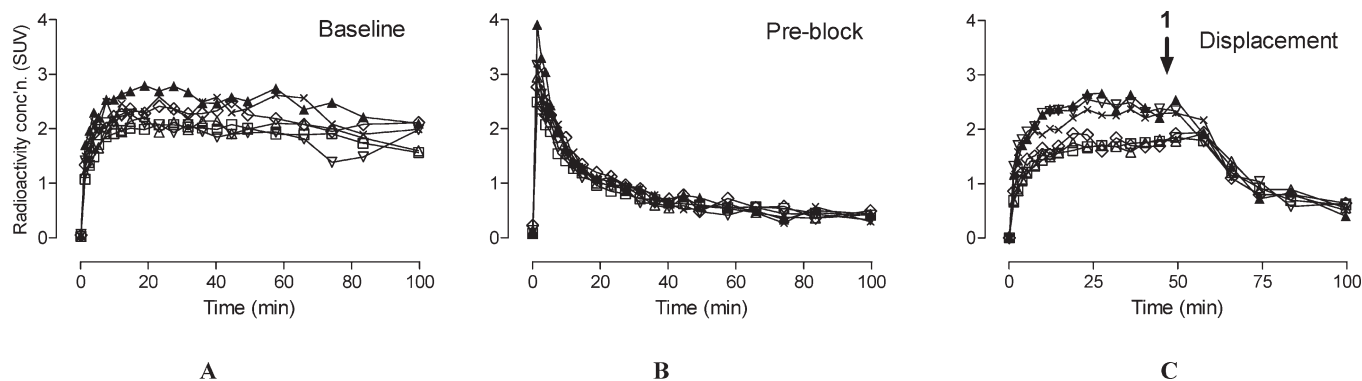 Baseline
Pre-block
1
Displacement
Radioactivity conc'n. (SUV)
4
3
2
1
0
0 20 40 60 80 100
Time (min)
4
3
2
1
0
0 20 40 60 80 100
Time (min)
4
3
2
1
0
0 25 50 75 100
Time (min)
A
B
C